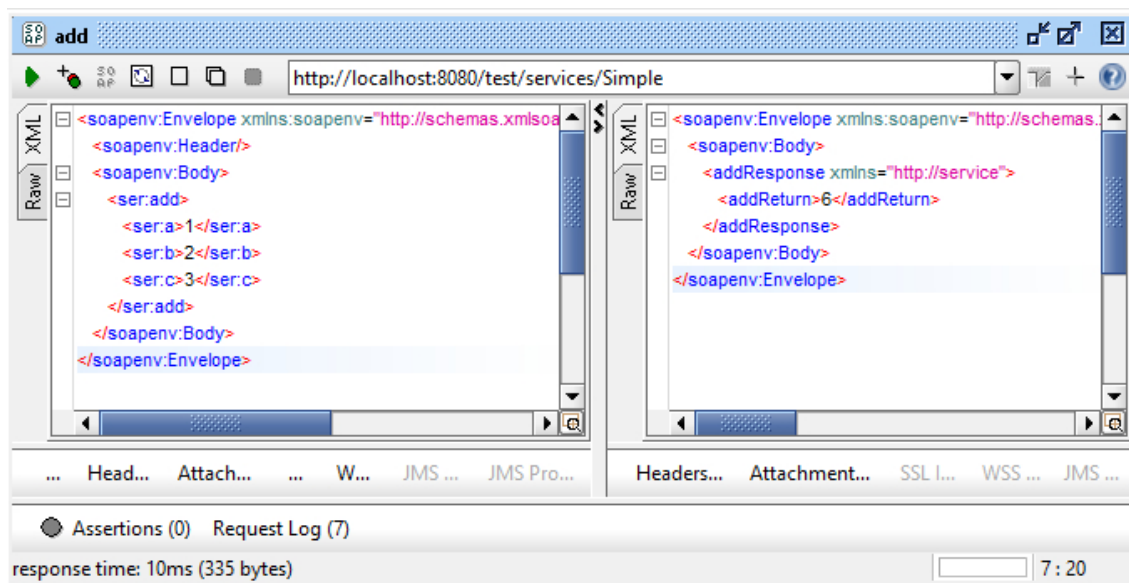 SO
AP
add
SO
AP
http://localhost:8080/test/services/Simple
XML
Raw
<soapenv:Envelope xmlns:soapenv="http://schemas.xmlsoa
<soapenv:Header/>
<soapenv:Body>
<ser:add>
<ser:a>1</ser:a>
<ser:b>2</ser:b>
<ser:c>3</ser:c>
</ser:add>
</soapenv:Body>
</soapenv:Envelope>
XML
Raw
<soapenv:Envelope xmlns:soapenv="http://schemas.
<soapenv:Body>
<addResponse xmlns="http://service">
<addReturn>6</addReturn>
</addResponse>
</soapenv:Body>
</soapenv:Envelope>
... Head... Attach... ... W... JMS ... JMS Pro...
Headers... Attachment... SSL I... WSS ... JMS ...
Assertions (0) Request Log (7)
response time: 10ms (335 bytes)
7 : 20